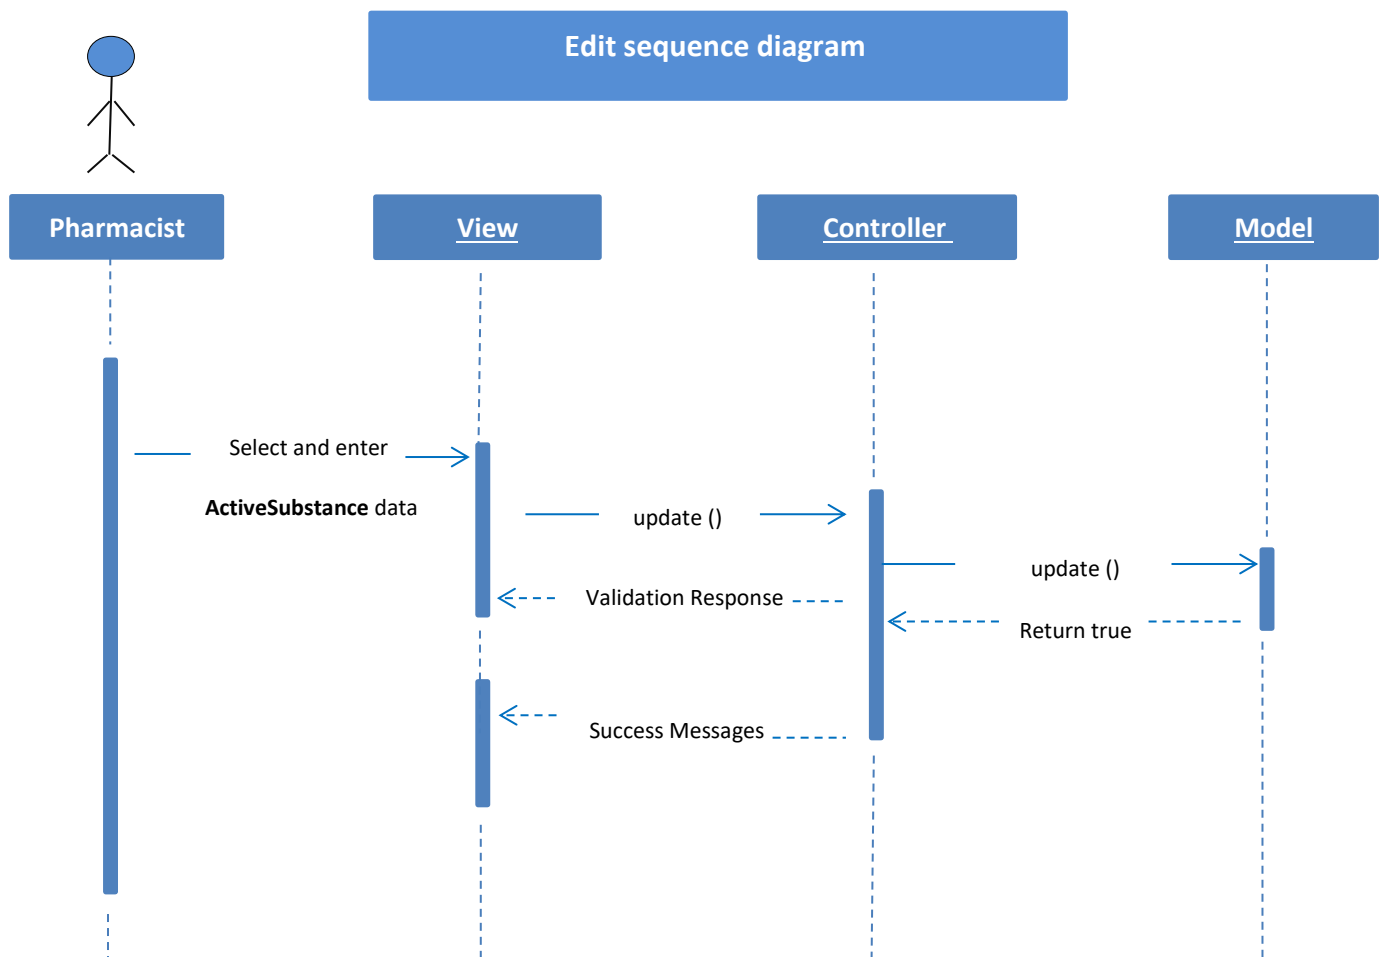 Edit sequence diagram
Pharmacist
View
Controller
Model
Select and enter
ActiveSubstance data
update ()
update ()
Validation Response
Return true
Success Messages